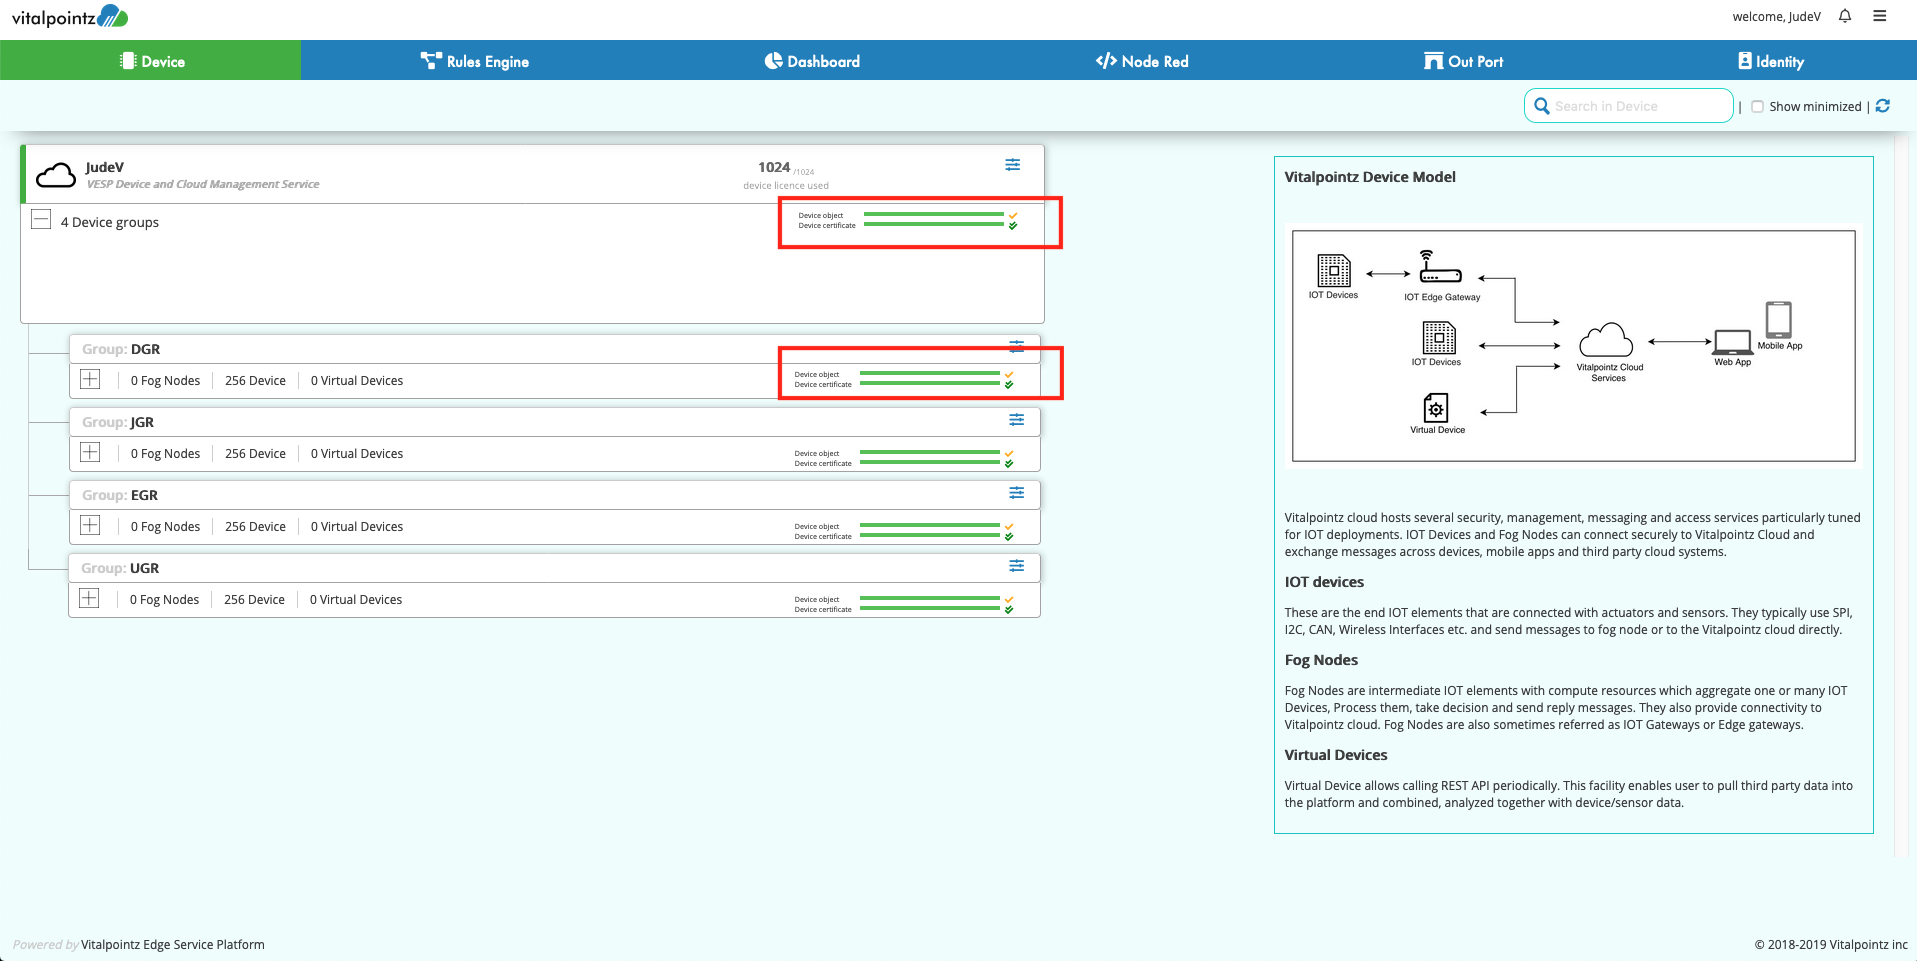 vitalpointz
welcome, JudeV
Device
Rules Engine
Dashboard
Node Red
Out Port
Identity
Search in Device
| Show minimized |
JudeV
VESP Device and Cloud Management Service
1024 /1024
device licence used
4 Device groups
Device object
Device certificate
Group: DGR
0 Fog Nodes | 256 Device | 0 Virtual Devices
Device object
Device certificate
Group: JGR
0 Fog Nodes | 256 Device | 0 Virtual Devices
Device object
Device certificate
Group: EGR
0 Fog Nodes | 256 Device | 0 Virtual Devices
Device object
Device certificate
Group: UGR
0 Fog Nodes | 256 Device | 0 Virtual Devices
Device object
Device certificate
Vitalpointz Device Model
IOT Devices
IOT Edge Gateway
IOT Devices
Vitalpointz Cloud
Services
Web App
Mobile App
Virtual Device
Vitalpointz cloud hosts several security, management, messaging and access services particularly tuned
for IOT deployments. IOT Devices and Fog Nodes can connect securely to Vitalpointz Cloud and
exchange messages across devices, mobile apps and third party cloud systems.
IOT devices
These are the end IOT elements that are connected with actuators and sensors. They typically use SPI,
I2C, CAN, Wireless Interfaces etc. and send messages to fog node or to the Vitalpointz cloud directly.
Fog Nodes
Fog Nodes are intermediate IOT elements with compute resources which aggregate one or many IOT
Devices, Process them, take decision and send reply messages. They also provide connectivity to
Vitalpointz cloud. Fog Nodes are also sometimes referred as IOT Gateways or Edge gateways.
Virtual Devices
Virtual Device allows calling REST API periodically. This facility enables user to pull third party data into
the platform and combined, analyzed together with device/sensor data.
Powered by Vitalpointz Edge Service Platform
© 2018-2019 Vitalpointz inc